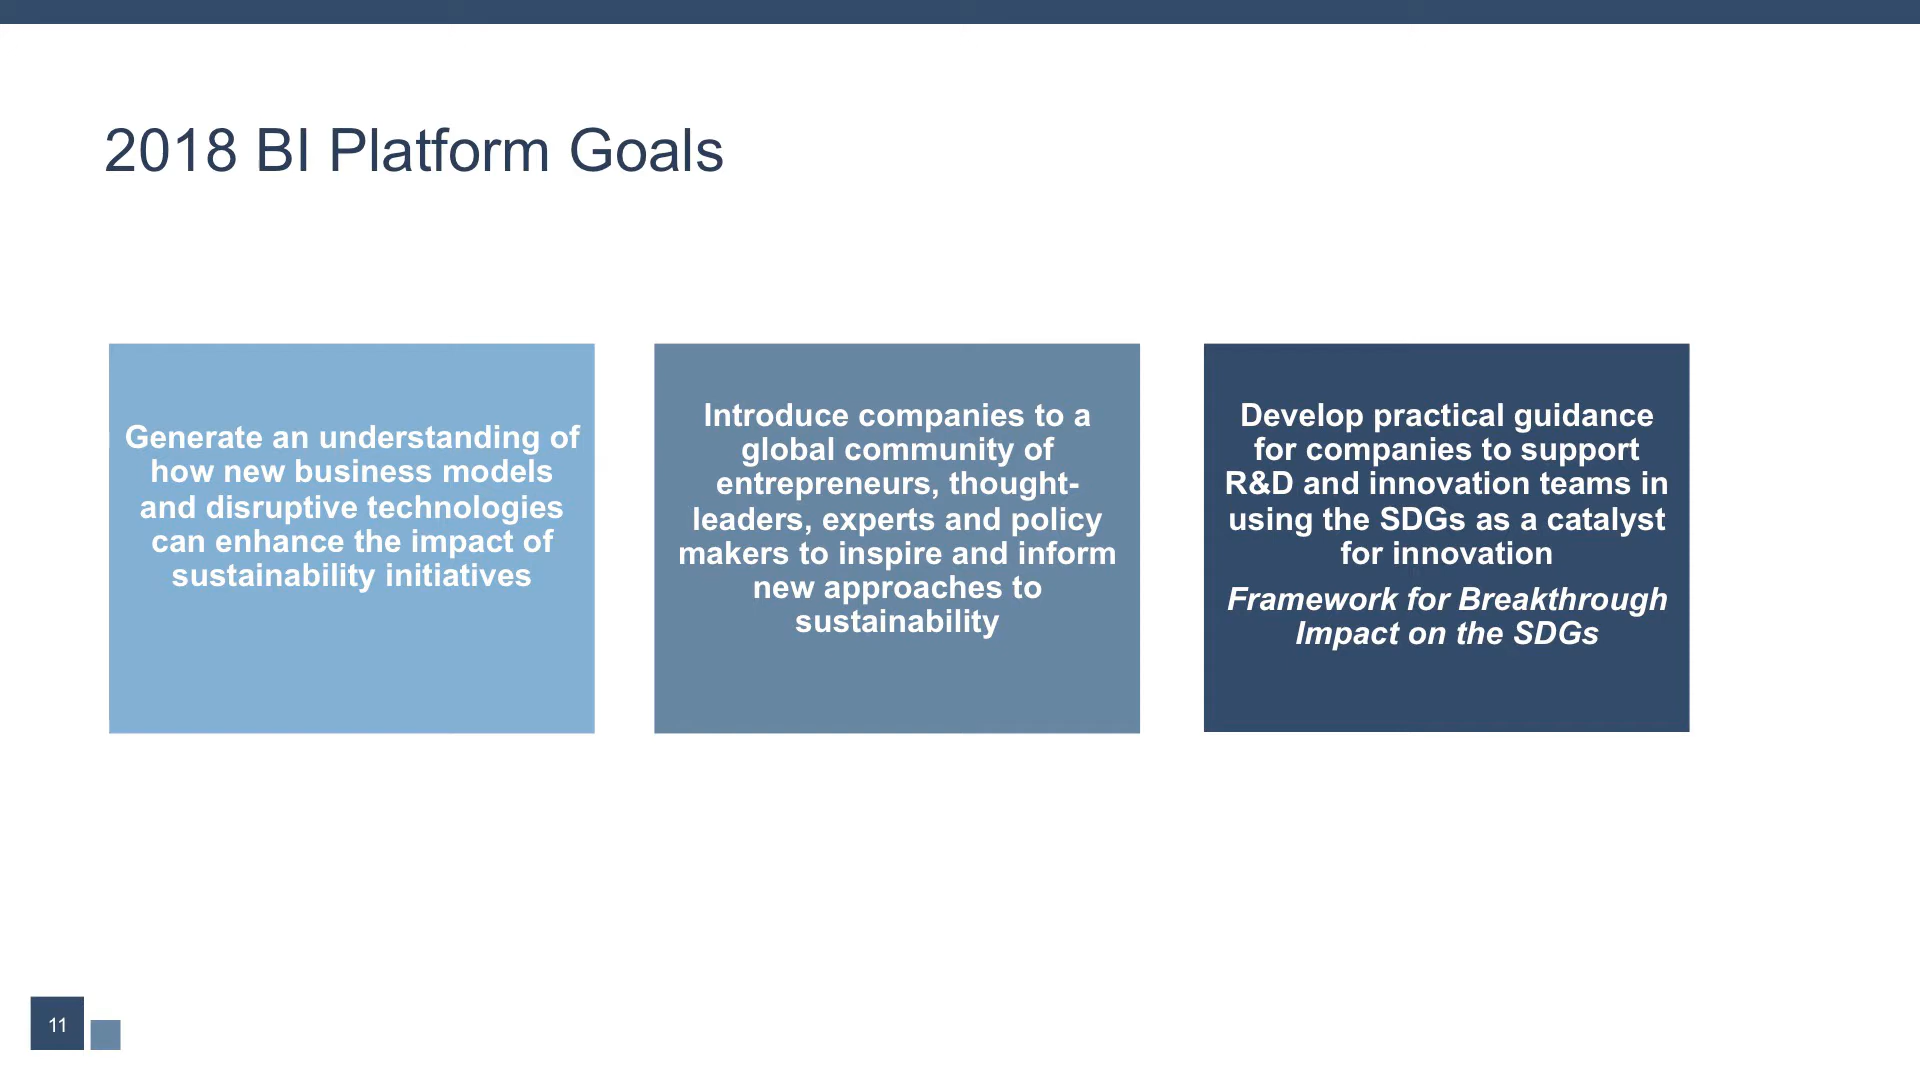 2018 BI Platform Goals
Generate an understanding of
how new business models
and disruptive technologies
can enhance the impact of
sustainability initiatives
Introduce companies to a
global community of
entrepreneurs, thought-
leaders, experts and policy
makers to inspire and inform
new approaches to
sustainability
Develop practical guidance
for companies to support
R&D and innovation teams in
using the SDGs as a catalyst
for innovation
Framework for Breakthrough
Impact on the SDGs
11